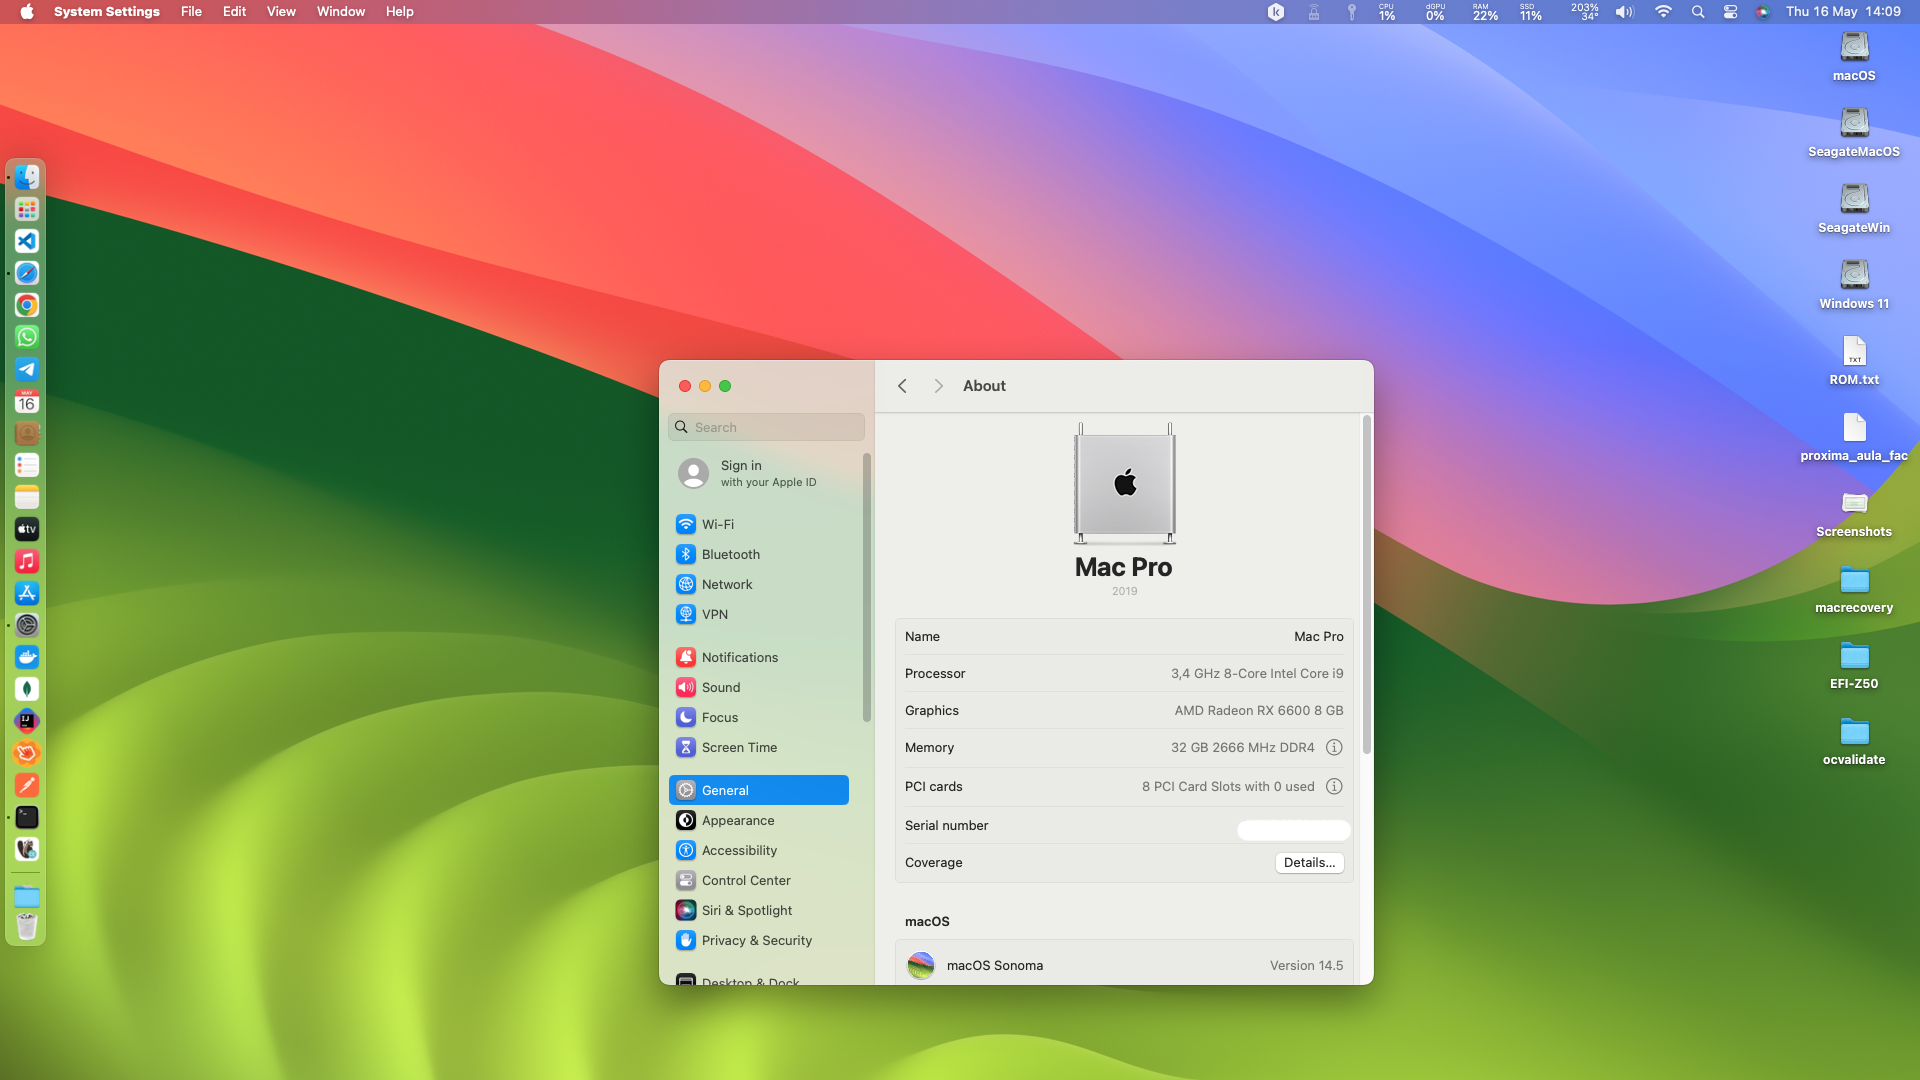 System Settings File Edit View Window Help
CPU 1% dGPU 0% RAM 22% SSD 11% 203% 34° Thu 16 May 14:09
macOS
SeagateMacOS
SeagateWin
Windows 11
TXT
ROM.txt
proxima_aula_fac
Screenshots
macrecovery
EFI-Z50
ocvalidate
MAY
16
tv
IJ
About
Search
Sign in
with your Apple ID
Wi-Fi
Bluetooth
Network
VPN
Notifications
Sound
Focus
Screen Time
General
Appearance
Accessibility
Control Center
Siri & Spotlight
Privacy & Security
Desktop & Dock
Mac Pro
2019
Name Mac Pro
Processor 3,4 GHz 8-Core Intel Core i9
Graphics AMD Radeon RX 6600 8 GB
Memory 32 GB 2666 MHz DDR4
PCI cards 8 PCI Card Slots with 0 used
Serial number
Coverage Details...
macOS
macOS Sonoma Version 14.5